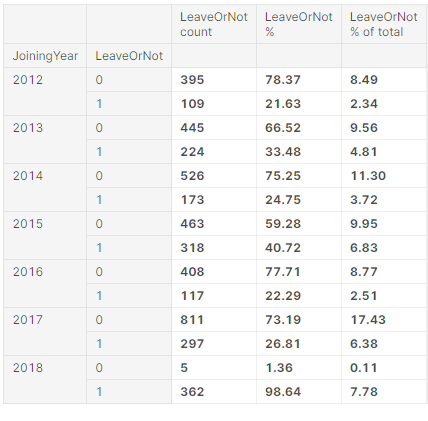 LeaveOrNot count LeaveOrNot % LeaveOrNot % of total
JoiningYear LeaveOrNot
2012 0 395 78.37 8.49
1 109 21.63 2.34
2013 0 445 66.52 9.56
1 224 33.48 4.81
2014 0 526 75.25 11.30
1 173 24.75 3.72
2015 0 463 59.28 9.95
1 318 40.72 6.83
2016 0 408 77.71 8.77
1 117 22.29 2.51
2017 0 811 73.19 17.43
1 297 26.81 6.38
2018 0 5 1.36 0.11
1 362 98.64 7.78